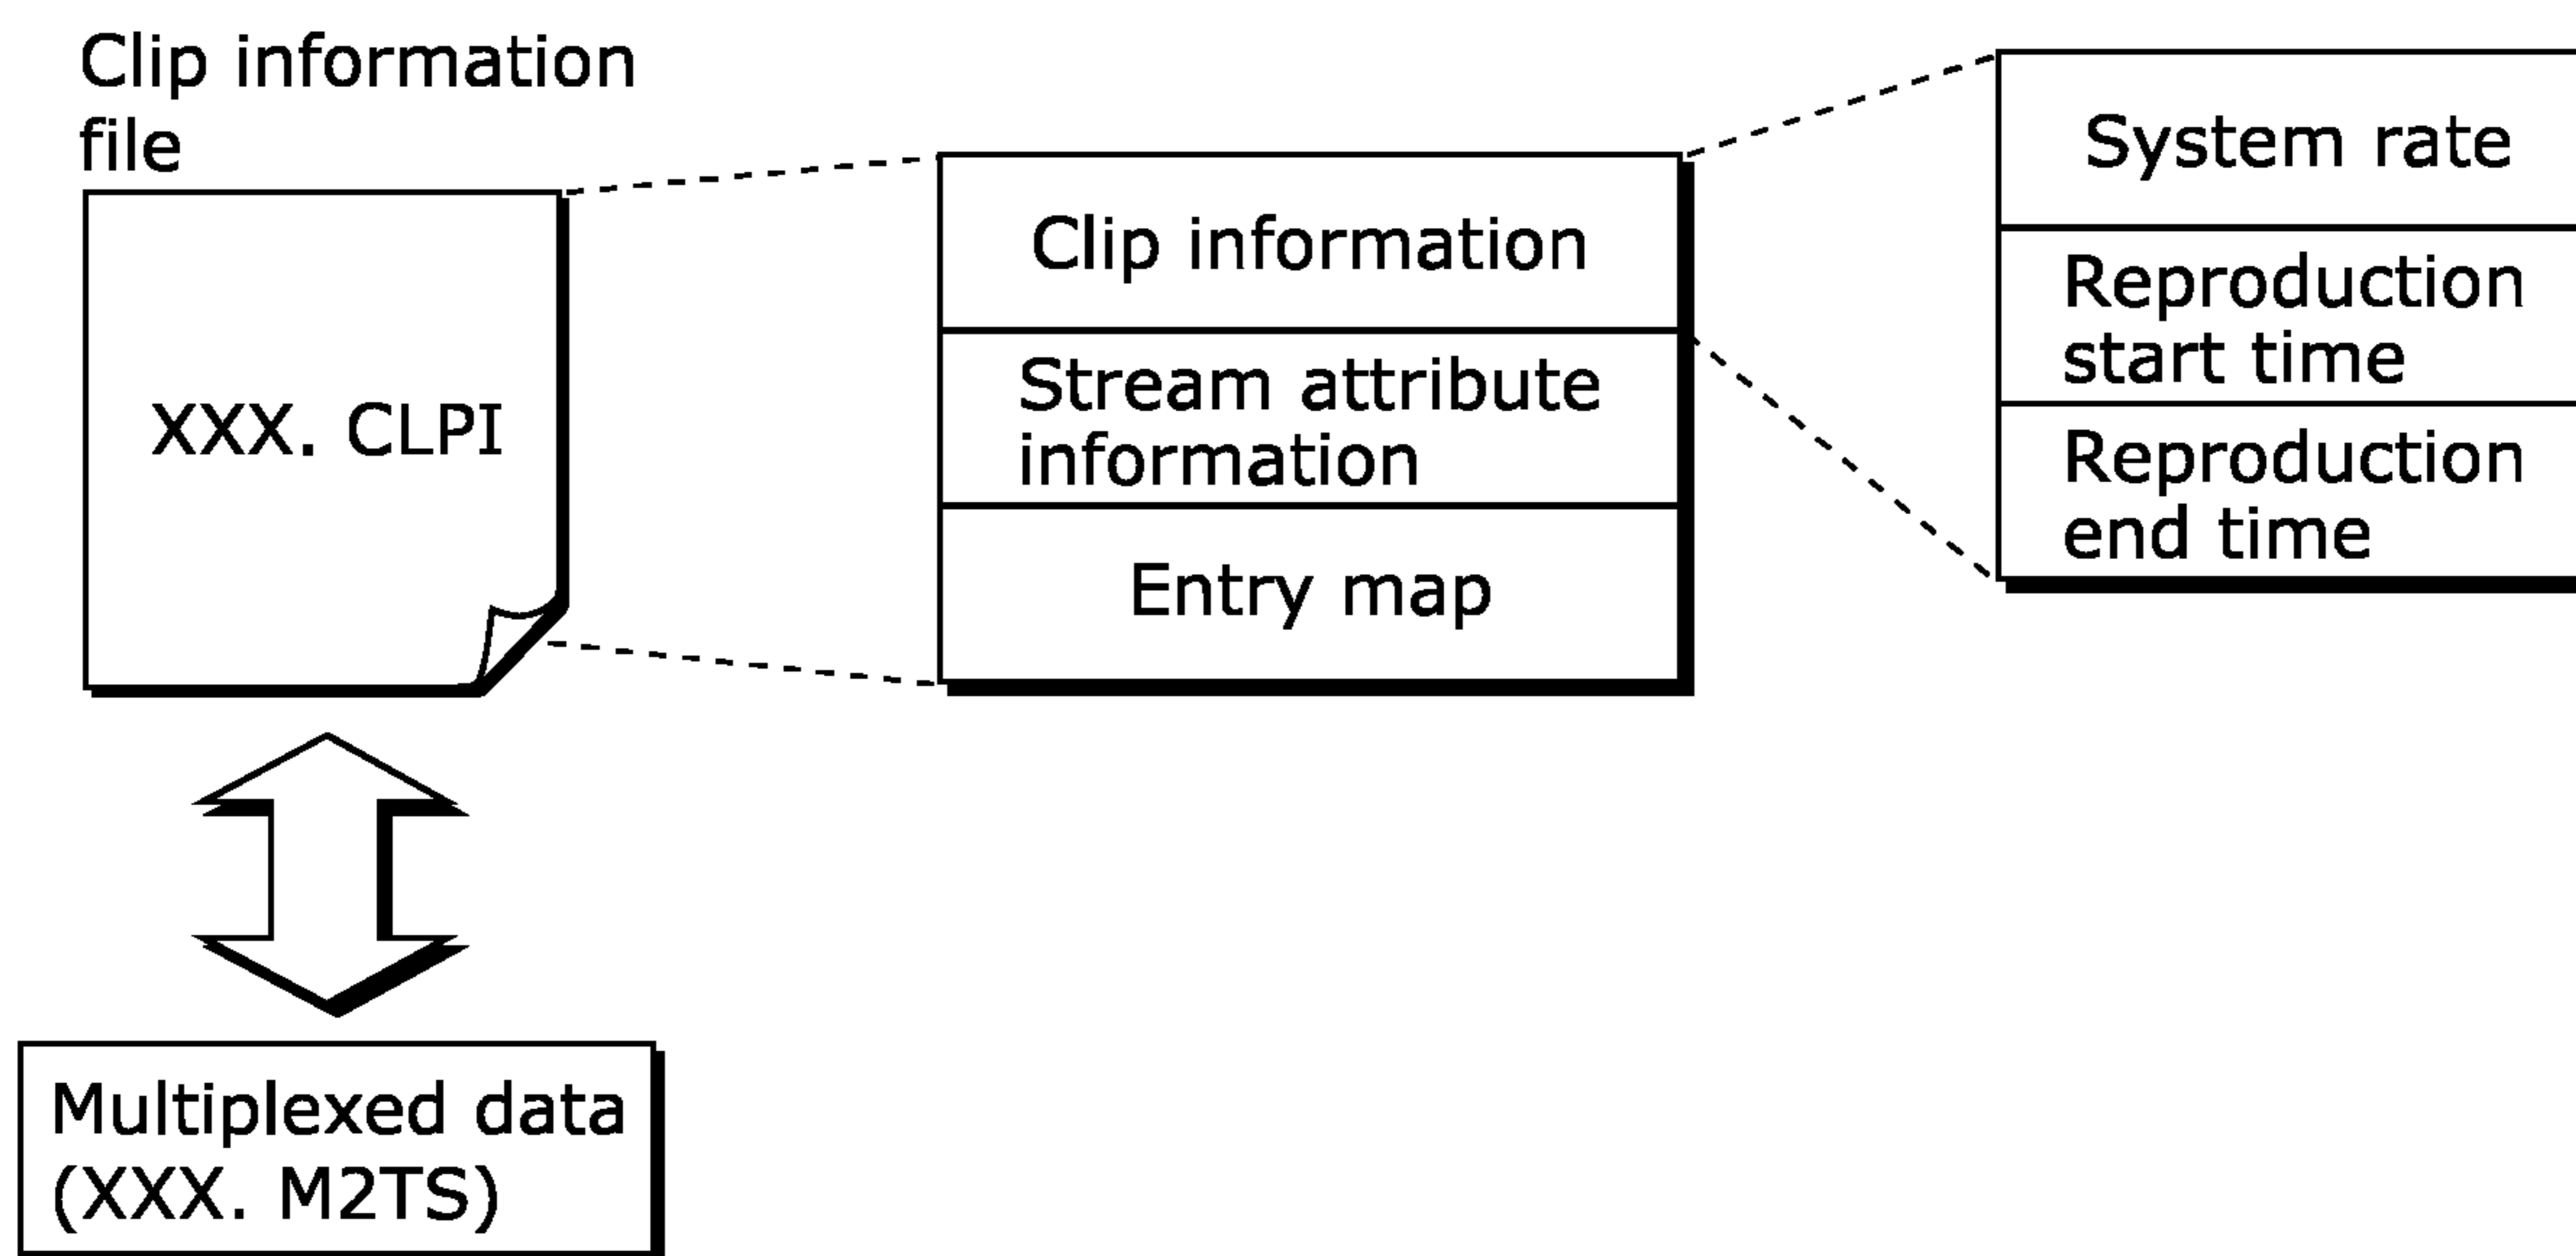 Clip information
file
XXX. CLPI
Clip information
Stream attribute
information
Entry map
System rate
Reproduction
start time
Reproduction
end time
Multiplexed data
(XXX. M2TS)